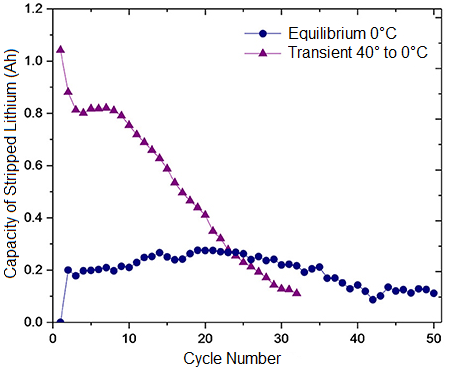 1.2
1.0
0.8
0.6
0.4
0.2
0.0
Capacity of Stripped Lithium (Ah)
Equilibrium 0°C
Transient 40° to 0°C
0 10 20 30 40 50
Cycle Number